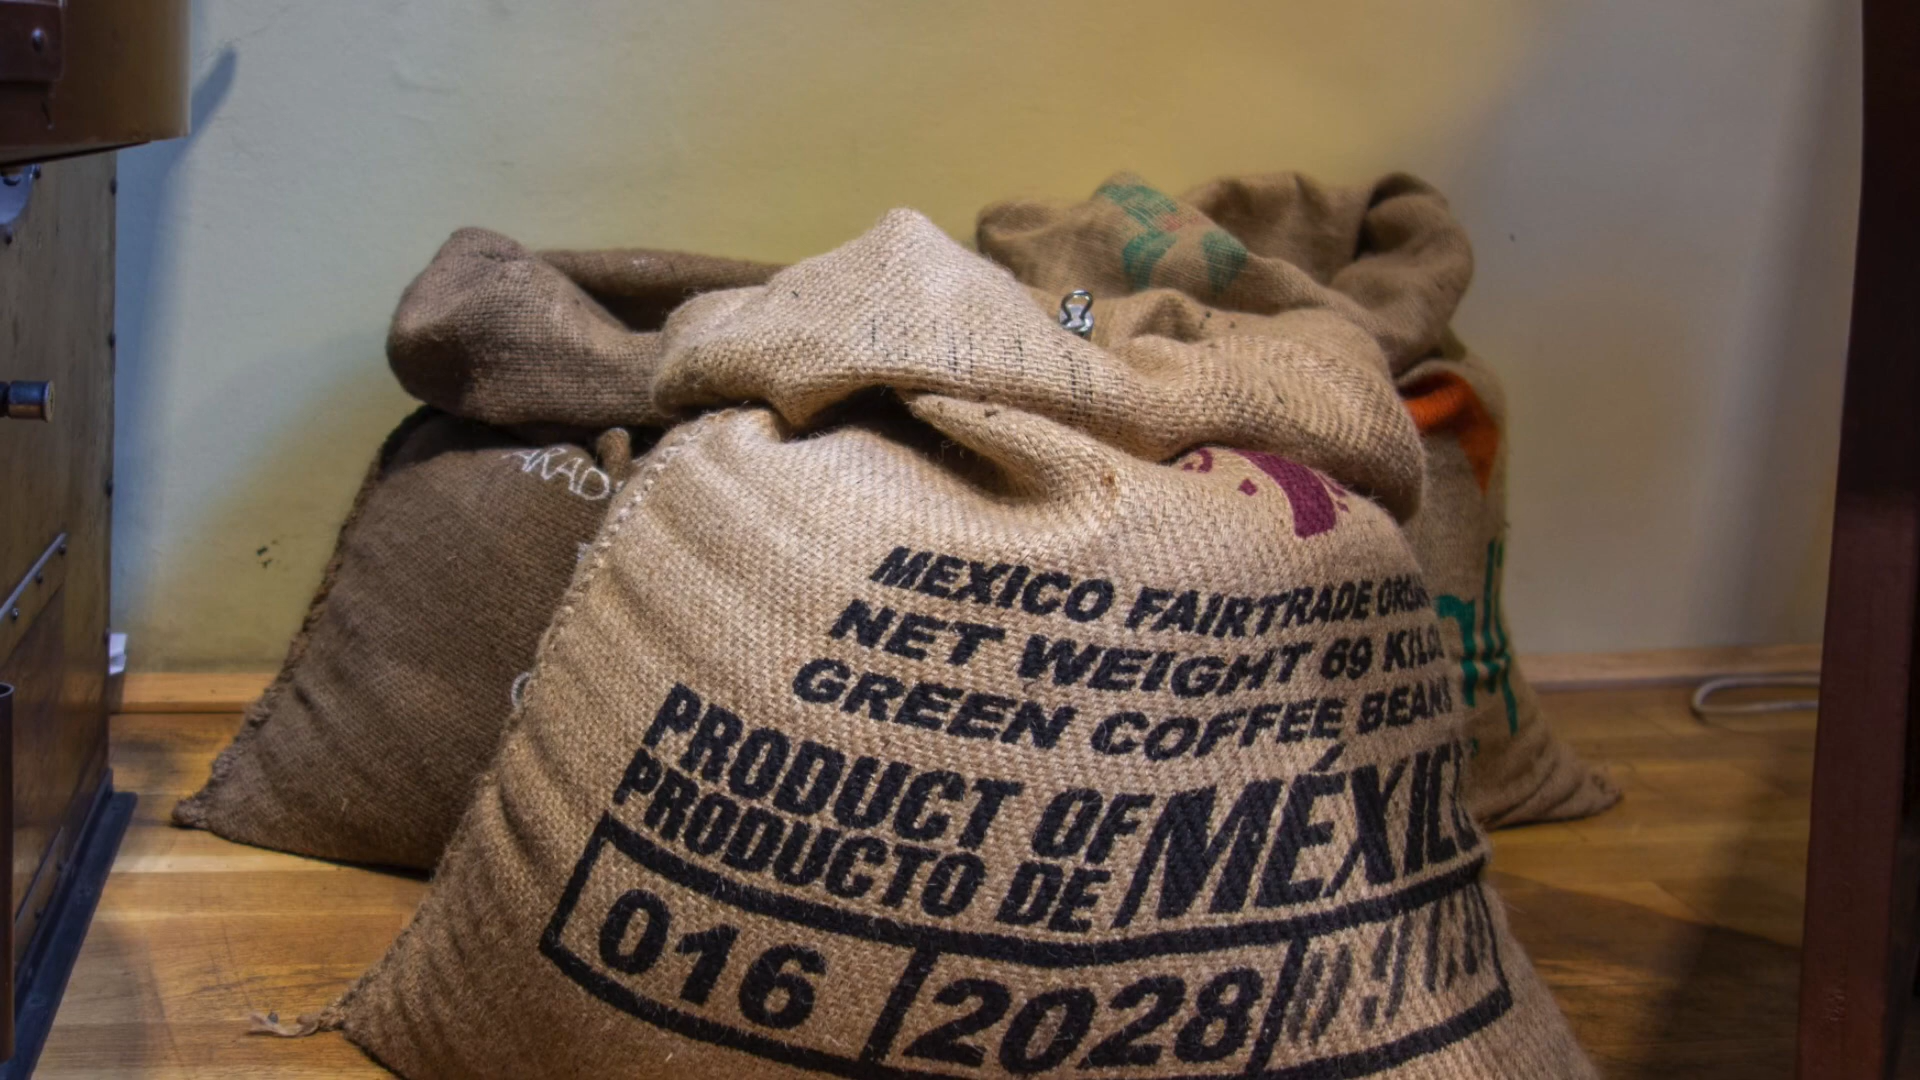 MEXICO FAIRTRADE
NET WEIGHT 69
GREEN COFFEE BEANS
PRODUCT OF
PRODUCTO DE
MÉXICO
016
2028